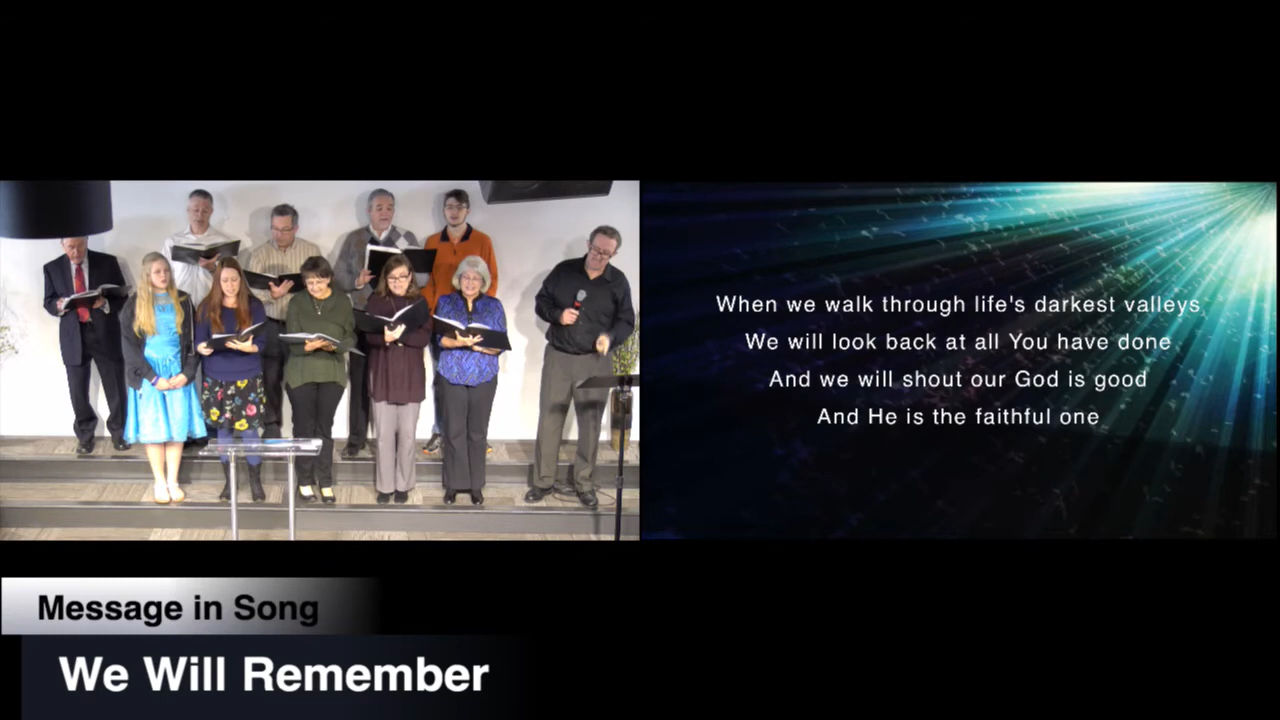 When we walk through life's darkest valleys
We will look back at all You have done
And we will shout our God is good
And He is the faithful one
Message in Song
We Will Remember